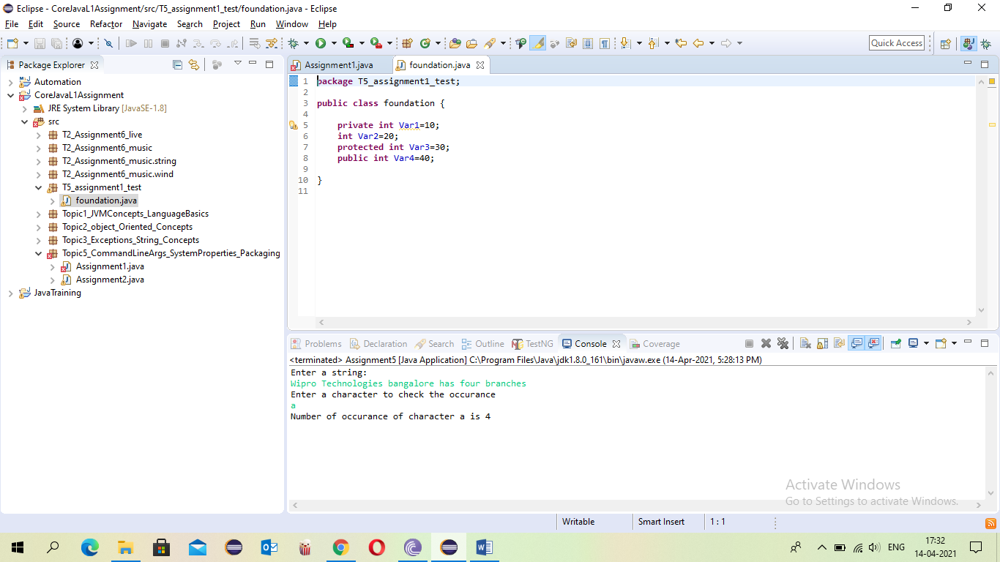 Eclipse - CoreJavaL1Assignment/src/T5_assignment1_test/foundation.java - Eclipse
File Edit Source Refactor Navigate Search Project Run Window Help
Quick Access
Package Explorer
Automation
CoreJavaL1Assignment
JRE System Library [JavaSE-1.8]
src
T2_Assignment6_live
T2_Assignment6_music
T2_Assignment6_music.string
T2_Assignment6_music.wind
T5_assignment1_test
foundation.java
Topic1_JVMConcepts_LanguageBasics
Topic2_object_Oriented_Concepts
Topic3_Exceptions_String_Concepts
Topic5_CommandLineArgs_SystemProperties_Packaging
Assignment1.java
Assignment2.java
JavaTraining
Assignment1.java foundation.java
1 package T5_assignment1_test;
2
3 public class foundation {
4
5 private int Var1=10;
6 int Var2=20;
7 protected int Var3=30;
8 public int Var4=40;
9
10 }
11
Problems Declaration Search Outline TestNG Console Coverage
<terminated> Assignment5 [Java Application] C:\Program Files\Java\jdk1.8.0_161\bin\javaw.exe (14-Apr-2021, 5:28:13 PM)
Enter a string:
Wipro Technologies bangalore has four branches
Enter a character to check the occurance
a
Number of occurance of character a is 4
Activate Windows
Go to Settings to activate Windows.
Writable Smart Insert 1 : 1
ENG
17:32
14-04-2021